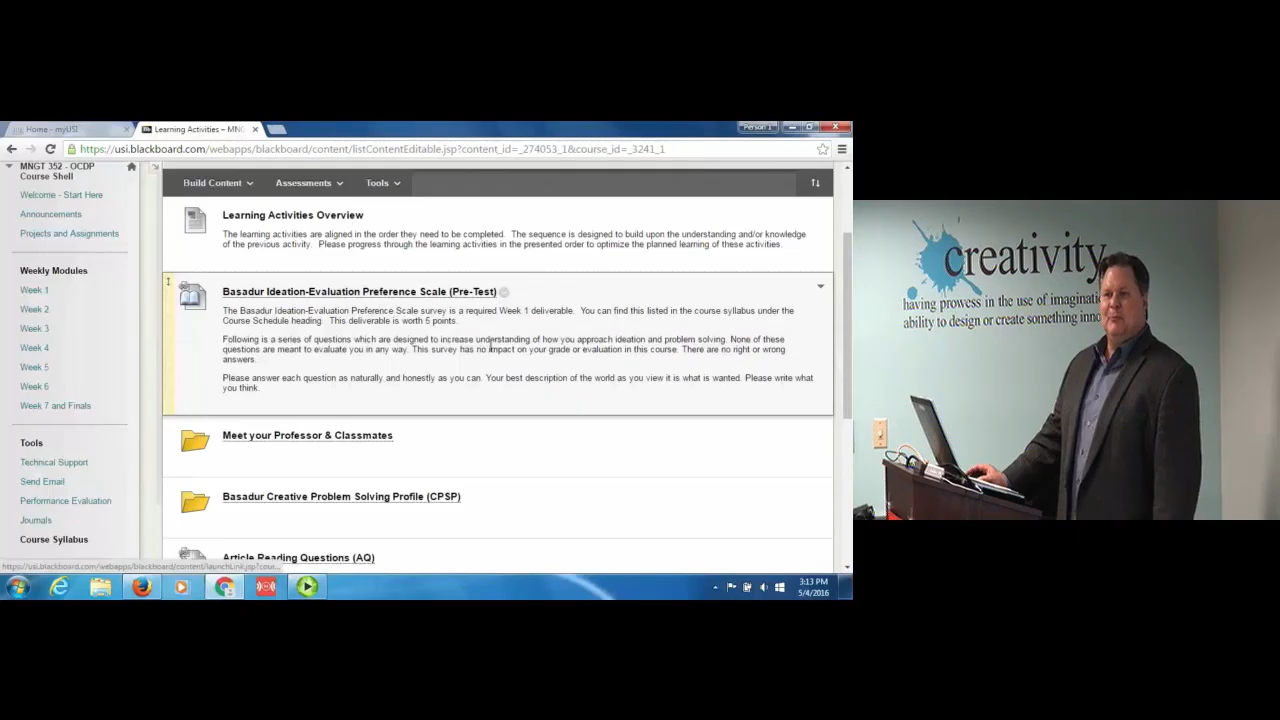 Home - myUSI
Learning Activities – MNG
Person 1
https://usi.blackboard.com/webapps/blackboard/content/listContentEditable.jsp?content_id=_274053_1&course_id=_3241_1
MNGT 352 - OCDP
Course Shell
Welcome - Start Here
Announcements
Projects and Assignments
Weekly Modules
Week 1
Week 2
Week 3
Week 4
Week 5
Week 6
Week 7 and Finals
Tools
Technical Support
Send Email
Performance Evaluation
Journals
Course Syllabus
Build Content
Assessments
Tools
Learning Activities Overview
The learning activities are aligned in the order they need to be completed. The sequence is designed to build upon the understanding and/or knowledge
of the previous activity. Please progress through the learning activities in the presented order to optimize the planned learning of these activities.
Basadur Ideation-Evaluation Preference Scale (Pre-Test)
The Basadur Ideation-Evaluation Preference Scale survey is a required Week 1 deliverable. You can find this listed in the course syllabus under the
Course Schedule heading. This deliverable is worth 5 points.
Following is a series of questions which are designed to increase understanding of how you approach ideation and problem solving. None of these
questions are meant to evaluate you in any way. This survey has no impact on your grade or evaluation in this course. There are no right or wrong
answers.
Please answer each question as naturally and honestly as you can. Your best description of the world as you view it is what is wanted. Please write what
you think.
Meet your Professor & Classmates
Basadur Creative Problem Solving Profile (CPSP)
Article Reading Questions (AQ)
https://usi.blackboard.com/webapps/blackboard/content/launchLink.jsp?cour...
3:13 PM
5/4/2016
creativity
having prowess in the use of imaginati
ability to design or create something inno